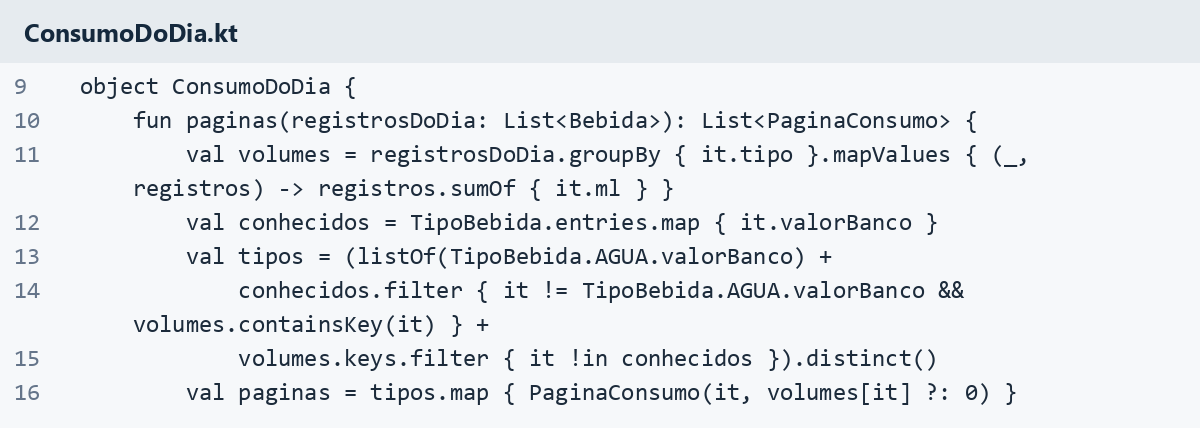 ConsumoDoDia.kt
9 object ConsumoDoDia {
10 fun paginas(registrosDoDia: List<Bebida>): List<PaginaConsumo> {
11 val volumes = registrosDoDia.groupBy { it.tipo }.mapValues { (_,
registros) -> registros.sumOf { it.ml } }
12 val conhecidos = TipoBebida.entries.map { it.valorBanco }
13 val tipos = (listOf(TipoBebida.AGUA.valorBanco) +
14 conhecidos.filter { it != TipoBebida.AGUA.valorBanco &&
volumes.containsKey(it) } +
15 volumes.keys.filter { it !in conhecidos }).distinct()
16 val paginas = tipos.map { PaginaConsumo(it, volumes[it] ?: 0) }